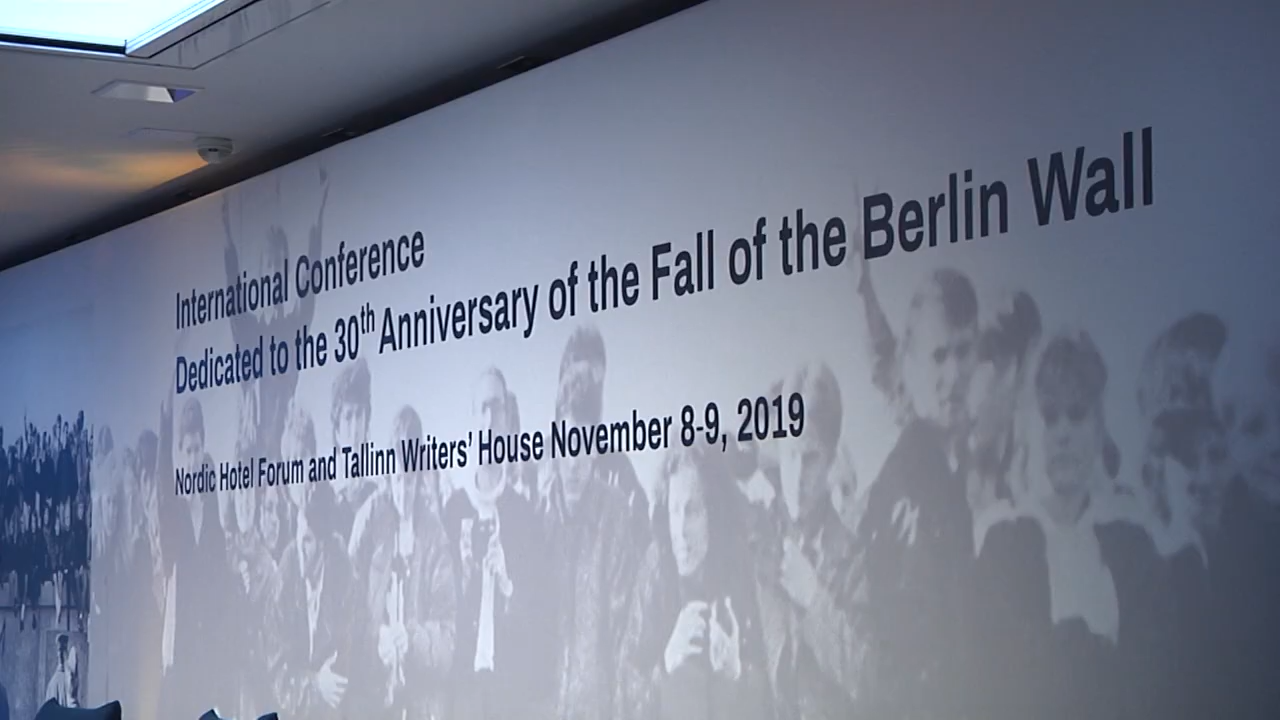 International Conference
Dedicated to the 30th Anniversary of the Fall of the Berlin Wall
Nordic Hotel Forum and Tallinn Writers' House November 8-9, 2019